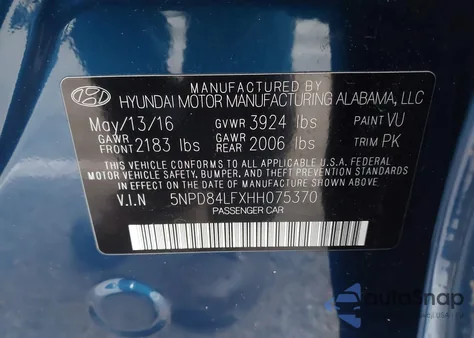 MANUFACTURED BY
HYUNDAI MOTOR MANUFACTURING ALABAMA, LLC
May/13/16 GVWR 3924 lbs PAINT VU
GAWR FRONT 2183 lbs GAWR REAR 2006 lbs TRIM PK
THIS VEHICLE CONFORMS TO ALL APPLICABLE U.S.A. FEDERAL
MOTOR VEHICLE SAFETY, BUMPER, AND THEFT PREVENTION
STANDARDS IN EFFECT ON THE DATE OF MANUFACTURE SHOWN ABOVE.
V.I.N 5NPD84LFXHH075370
PASSENGER CAR
AutoSnap